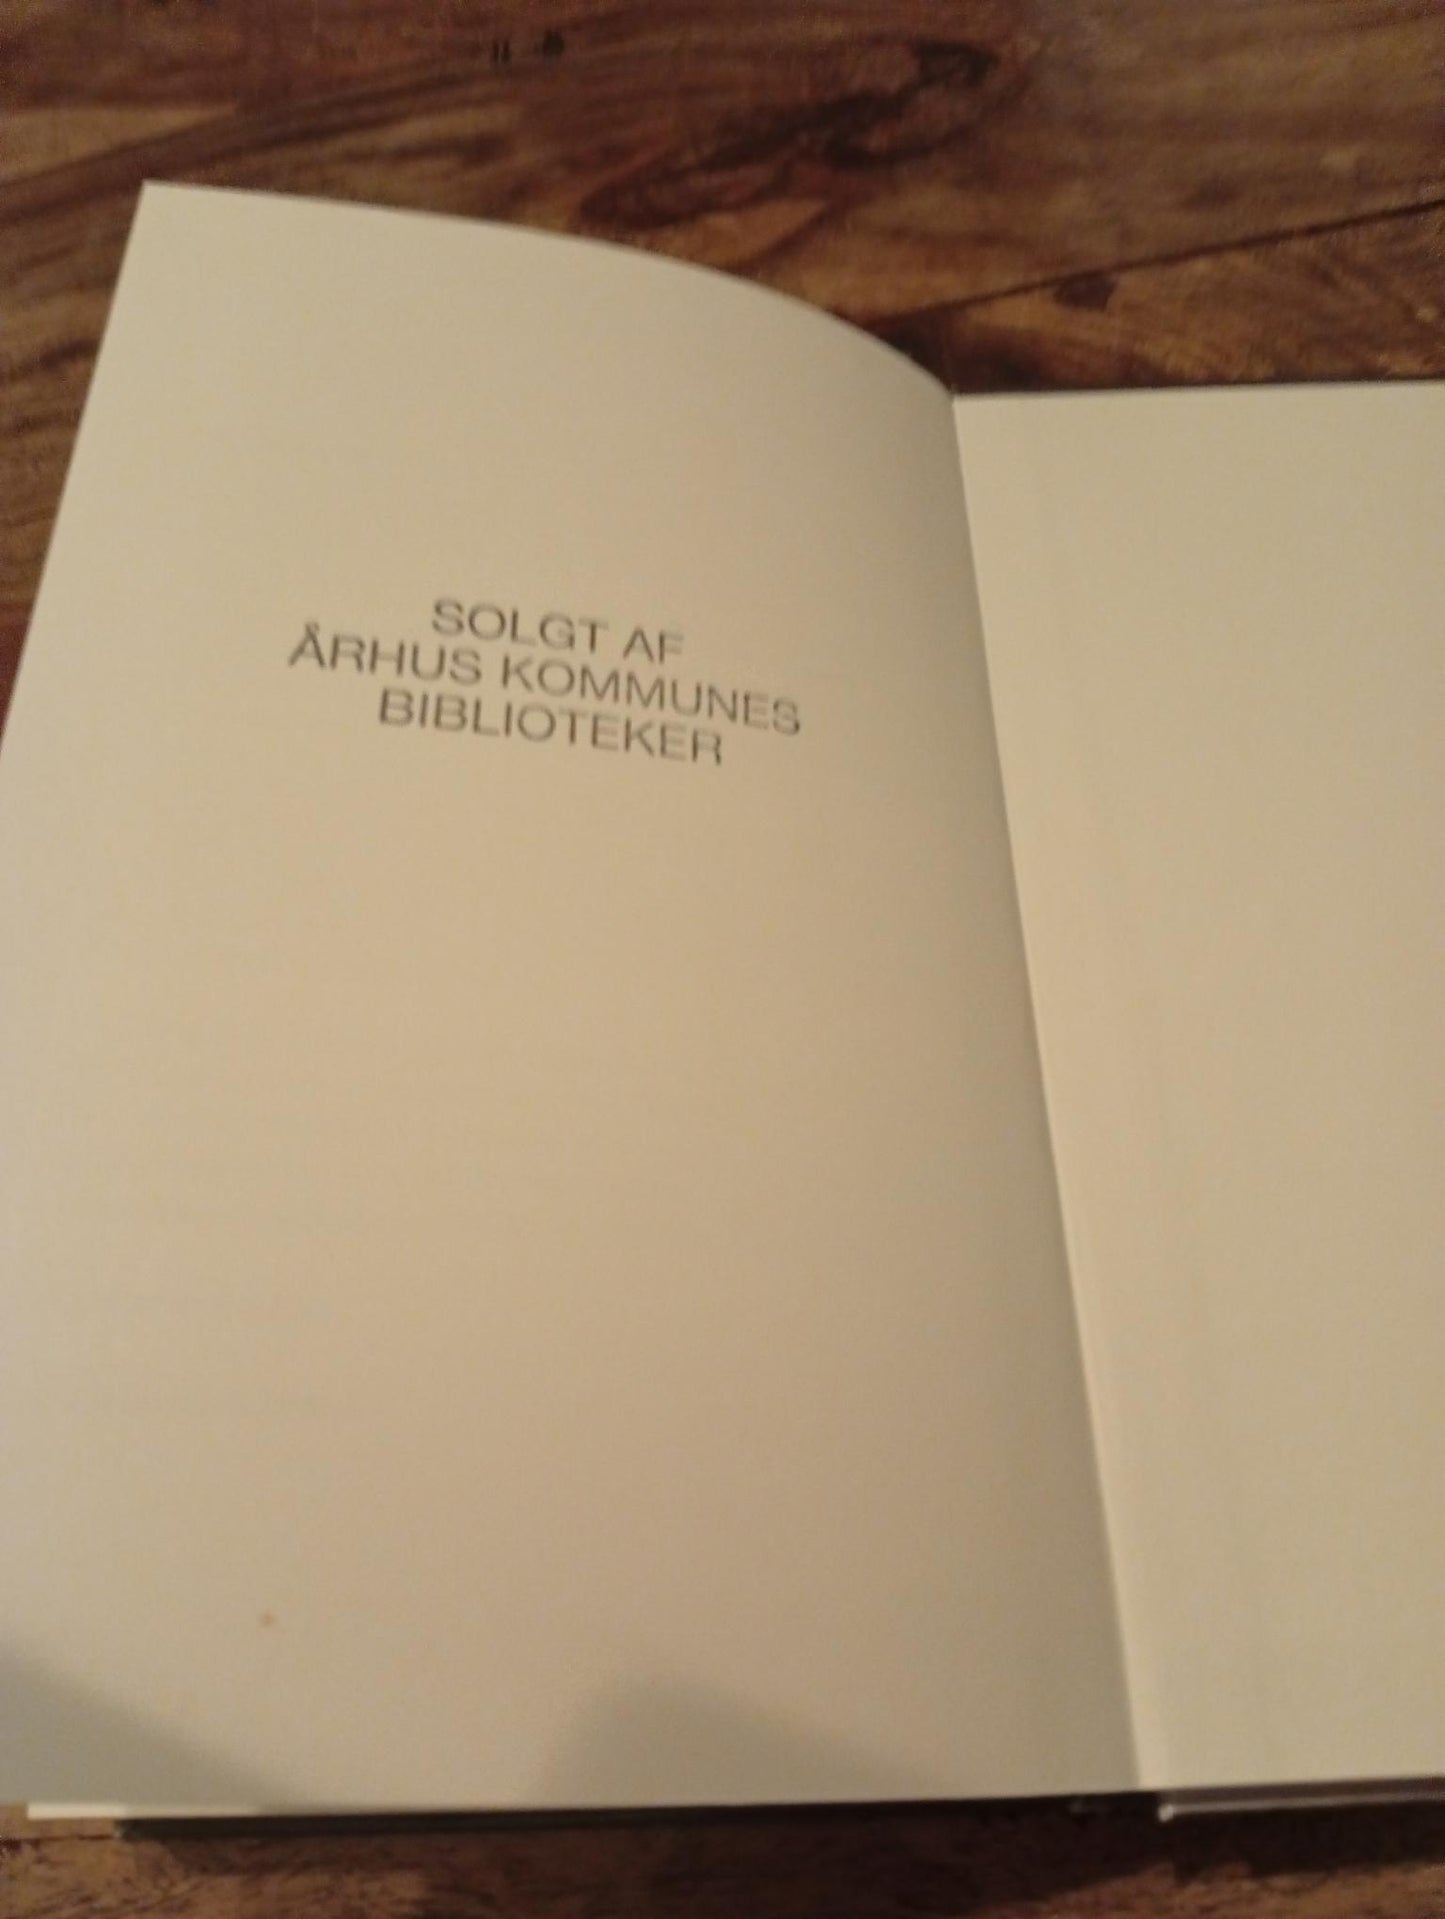 SOLGT AF
ÅRHUS KOMMUNES
BIBLIOTEKER